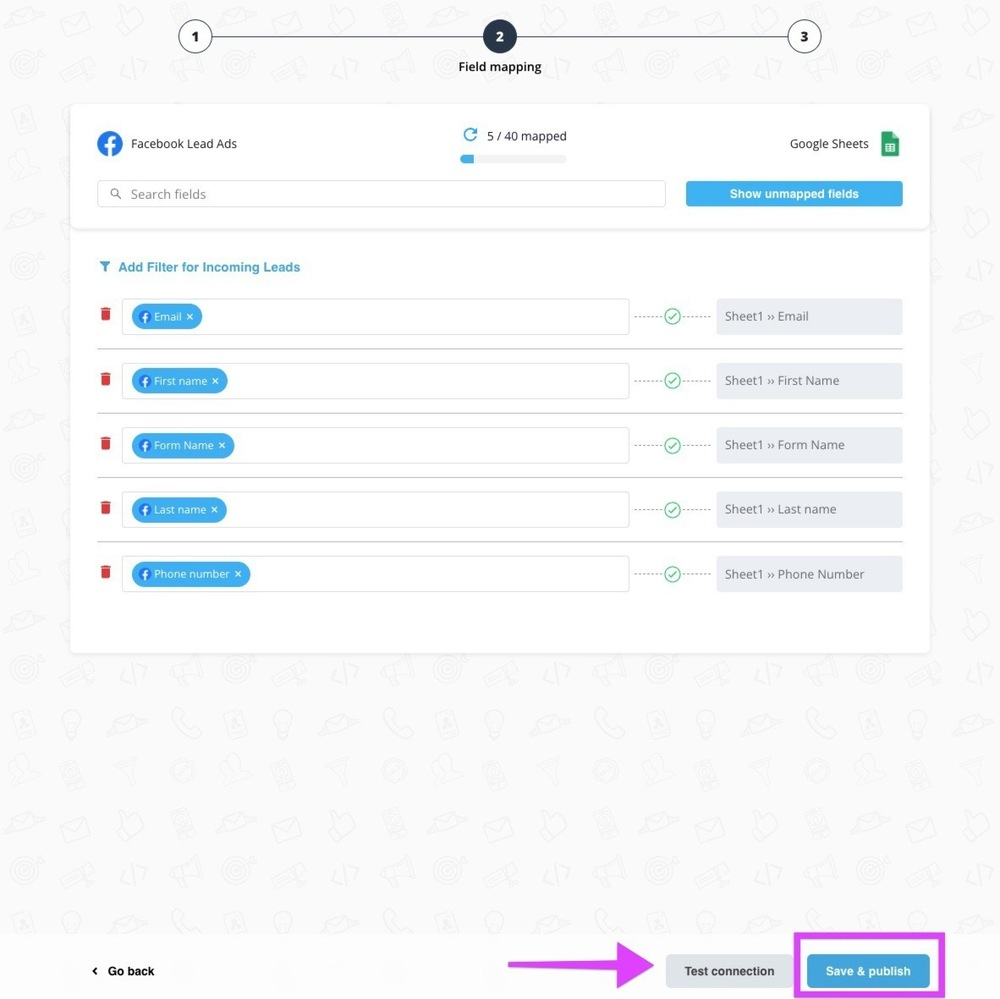 1
2
3
Field mapping
Facebook Lead Ads
5 / 40 mapped
Google Sheets
Search fields
Show unmapped fields
Add Filter for Incoming Leads
Email ×
Sheet1 ›› Email
First name ×
Sheet1 ›› First Name
Form Name ×
Sheet1 ›› Form Name
Last name ×
Sheet1 ›› Last name
Phone number ×
Sheet1 ›› Phone Number
Go back
Test connection
Save & publish